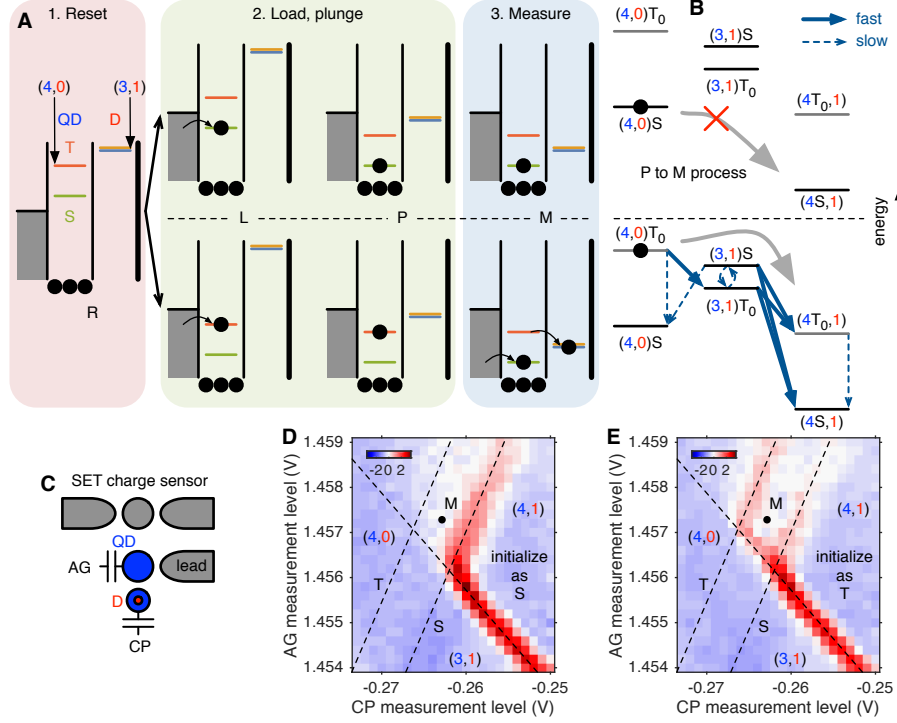 A
1. Reset
2. Load, plunge
3. Measure
(4,0)
(3,1)
QD
D
T
S
R
L
P
M
B
fast
slow
(4,0)T0
(3,1)S
(3,1)T0
(4,0)S
(4T0,1)
P to M process
(4S,1)
energy
(4,0)T0
(3,1)S
(3,1)T0
(4T0,1)
(4,0)S
(4S,1)
C
SET charge sensor
QD
AG
lead
D
CP
D
AG measurement level (V)
1.459
1.458
1.457
1.456
1.455
1.454
-20 2
M
(4,0)
(4,1)
T
initialize
as
S
S
(3,1)
-0.27
-0.26
-0.25
CP measurement level (V)
E
AG measurement level (V)
1.459
1.458
1.457
1.456
1.455
1.454
-20 2
M
(4,0)
(4,1)
T
initialize
as
T
S
(3,1)
-0.27
-0.26
-0.25
CP measurement level (V)